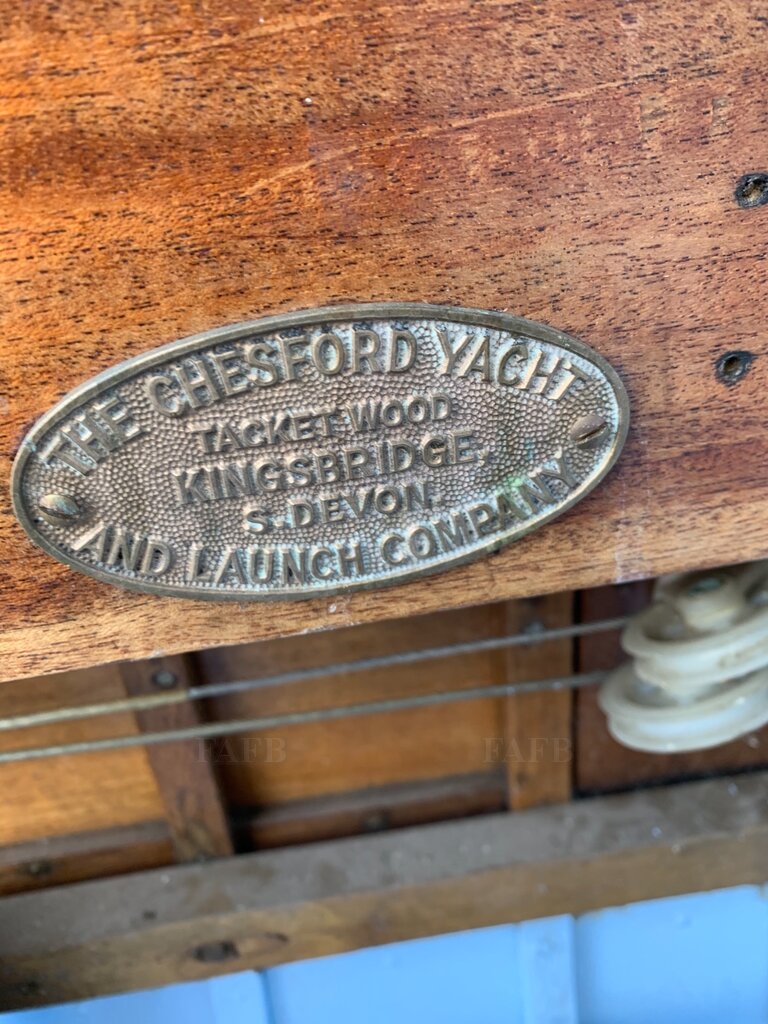 THE CHESFORD YACHT
TACKET WOOD
KINGSBRIDGE,
S. DEVON.
AND LAUNCH COMPANY
FAFB FAFB